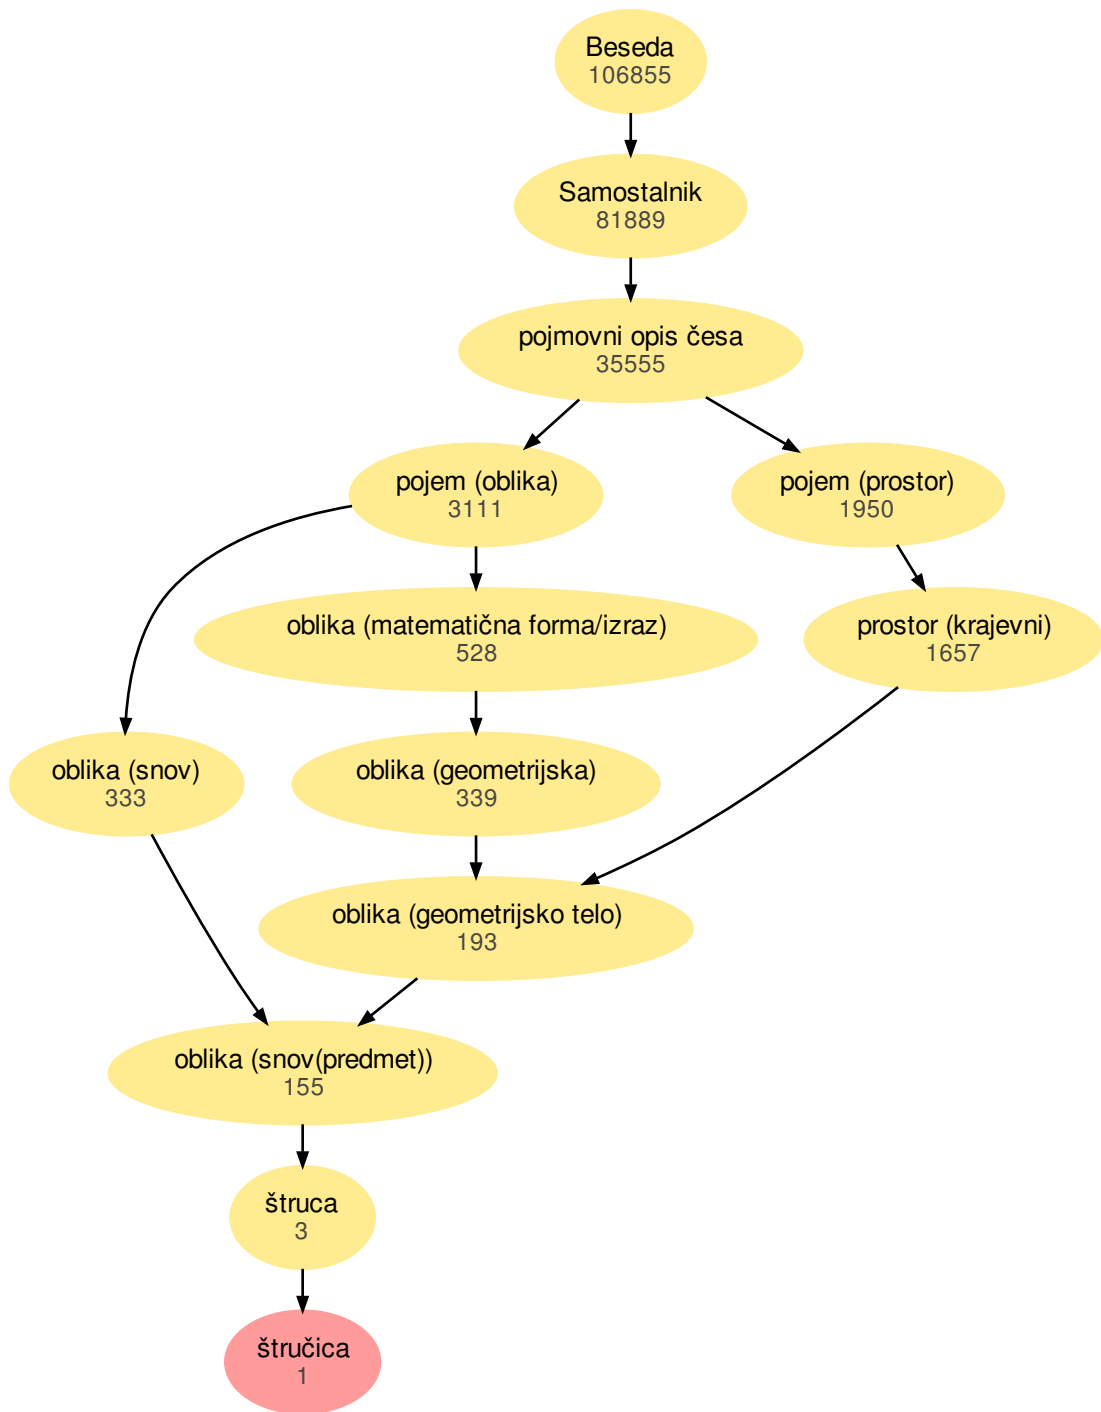 Beseda
106855
Samostalnik
81889
pojmovni opis česa
35555
pojem (oblika)
3111
pojem (prostor)
1950
oblika (matematična forma/izraz)
528
prostor (krajevni)
1657
oblika (snov)
333
oblika (geometrijska)
339
oblika (geometrijsko telo)
193
oblika (snov(predmet))
155
štruca
3
štručica
1